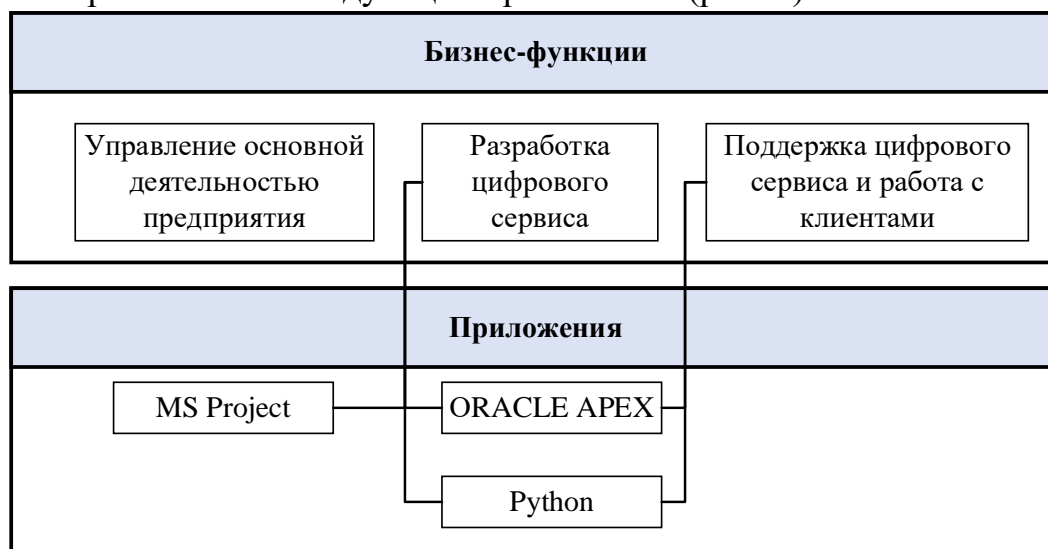 Бизнес-функции
Управление основной
деятельностью
предприятия
Разработка
цифрового
сервиса
Поддержка цифрового
сервиса и работа с
клиентами
Приложения
MS Project
ORACLE APEX
Python